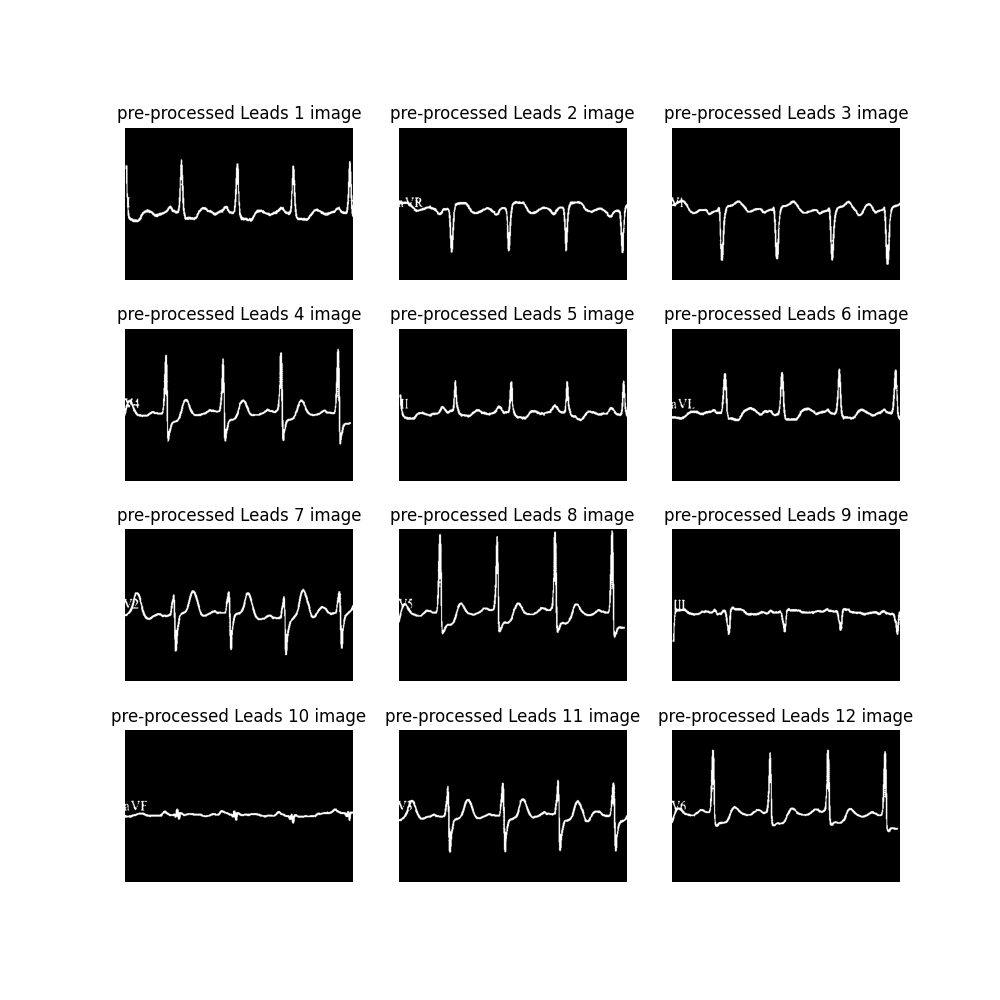 pre-processed Leads 1 image
pre-processed Leads 2 image
pre-processed Leads 3 image
aVR
V1
pre-processed Leads 4 image
pre-processed Leads 5 image
pre-processed Leads 6 image
V4
II
aVL
pre-processed Leads 7 image
pre-processed Leads 8 image
pre-processed Leads 9 image
V2
V5
III
pre-processed Leads 10 image
pre-processed Leads 11 image
pre-processed Leads 12 image
aVF
V3
V6